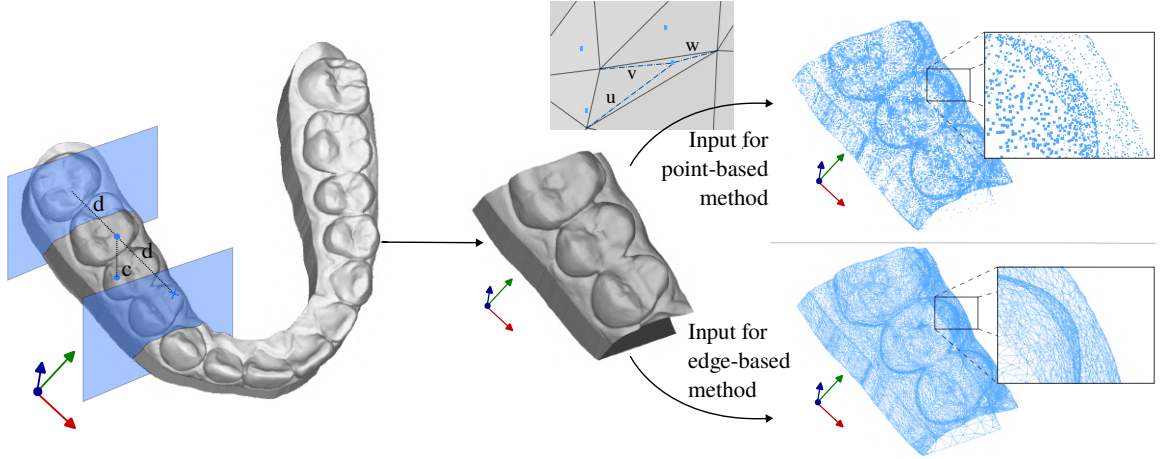 d
d
c
u
v
w
Input for
point-based
method
Input for
edge-based
method